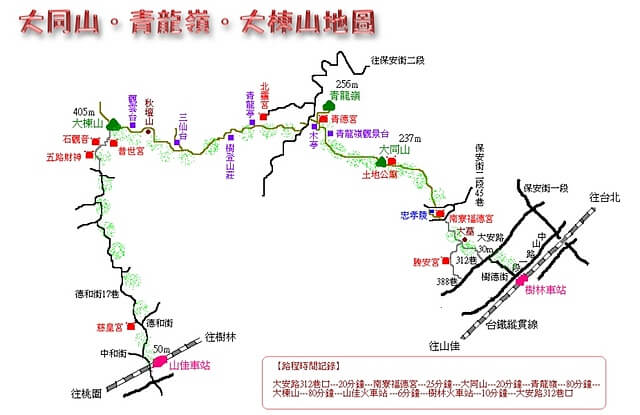 大同山。青龍嶺。大棟山地圖
往保安街二段
256m
青龍嶺
北靈宮
青龍亭
青德宮
木亭
青龍嶺觀景台
405m
大棟山
觀雲台
秋壇山
三仙台
樹登山莊
石觀音
普世宮
五路財神
237m
大同山
土地公廟
保安街二段45巷
保安街一段
往台北
忠孝陵
南寮福德宮
大墓
大安路
30m
中山路一段
312巷
388巷
樹德街
樹林車站
台鐵縱貫線
往山佳
德和街17巷
慈皇宮
德和街
往樹林
中和街
50m
山佳車站
往桃園
【路程時間記錄】
大安路312巷口---20分鐘---南寮福德宮---25分鐘---大同山---20分鐘---青龍嶺---80分鐘---
大棟山---80分鐘---山佳火車站 ---6分鐘---樹林火車站---10分鐘---大安路312巷口